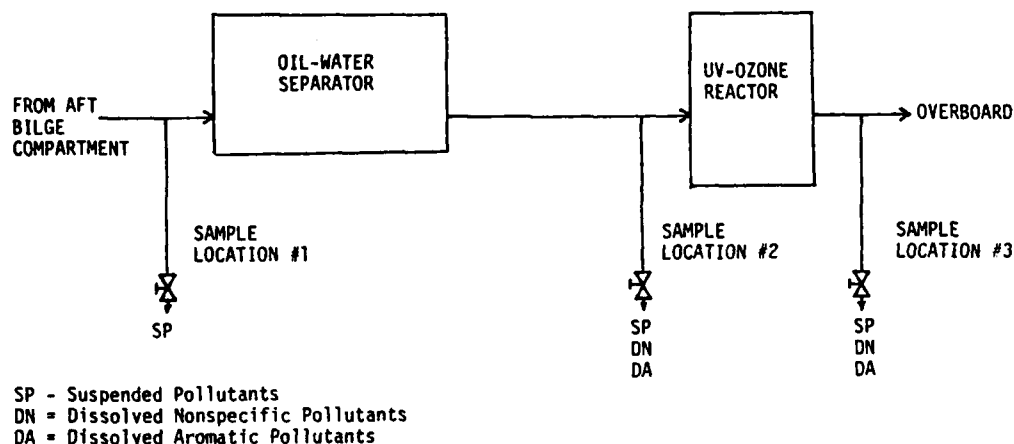 OIL-WATER
SEPARATOR
UV-OZONE
REACTOR
FROM AFT
BILGE
COMPARTMENT
OVERBOARD
SAMPLE
LOCATION #1
SAMPLE
LOCATION #2
SAMPLE
LOCATION #3
SP
SP
DN
DA
SP
DN
DA
SP - Suspended Pollutants
DN = Dissolved Nonspecific Pollutants
DA = Dissolved Aromatic Pollutants